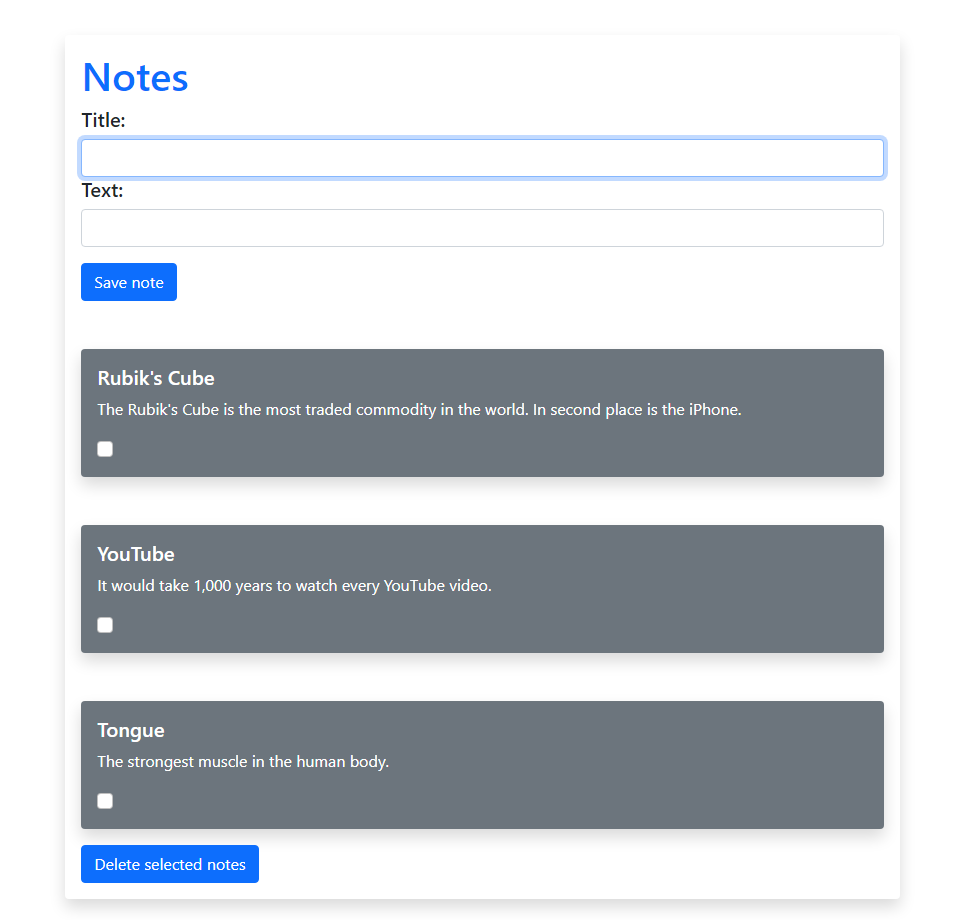 Notes
Title:
Text:
Save note
Rubik's Cube
The Rubik's Cube is the most traded commodity in the world. In second place is the iPhone.
YouTube
It would take 1,000 years to watch every YouTube video.
Tongue
The strongest muscle in the human body.
Delete selected notes